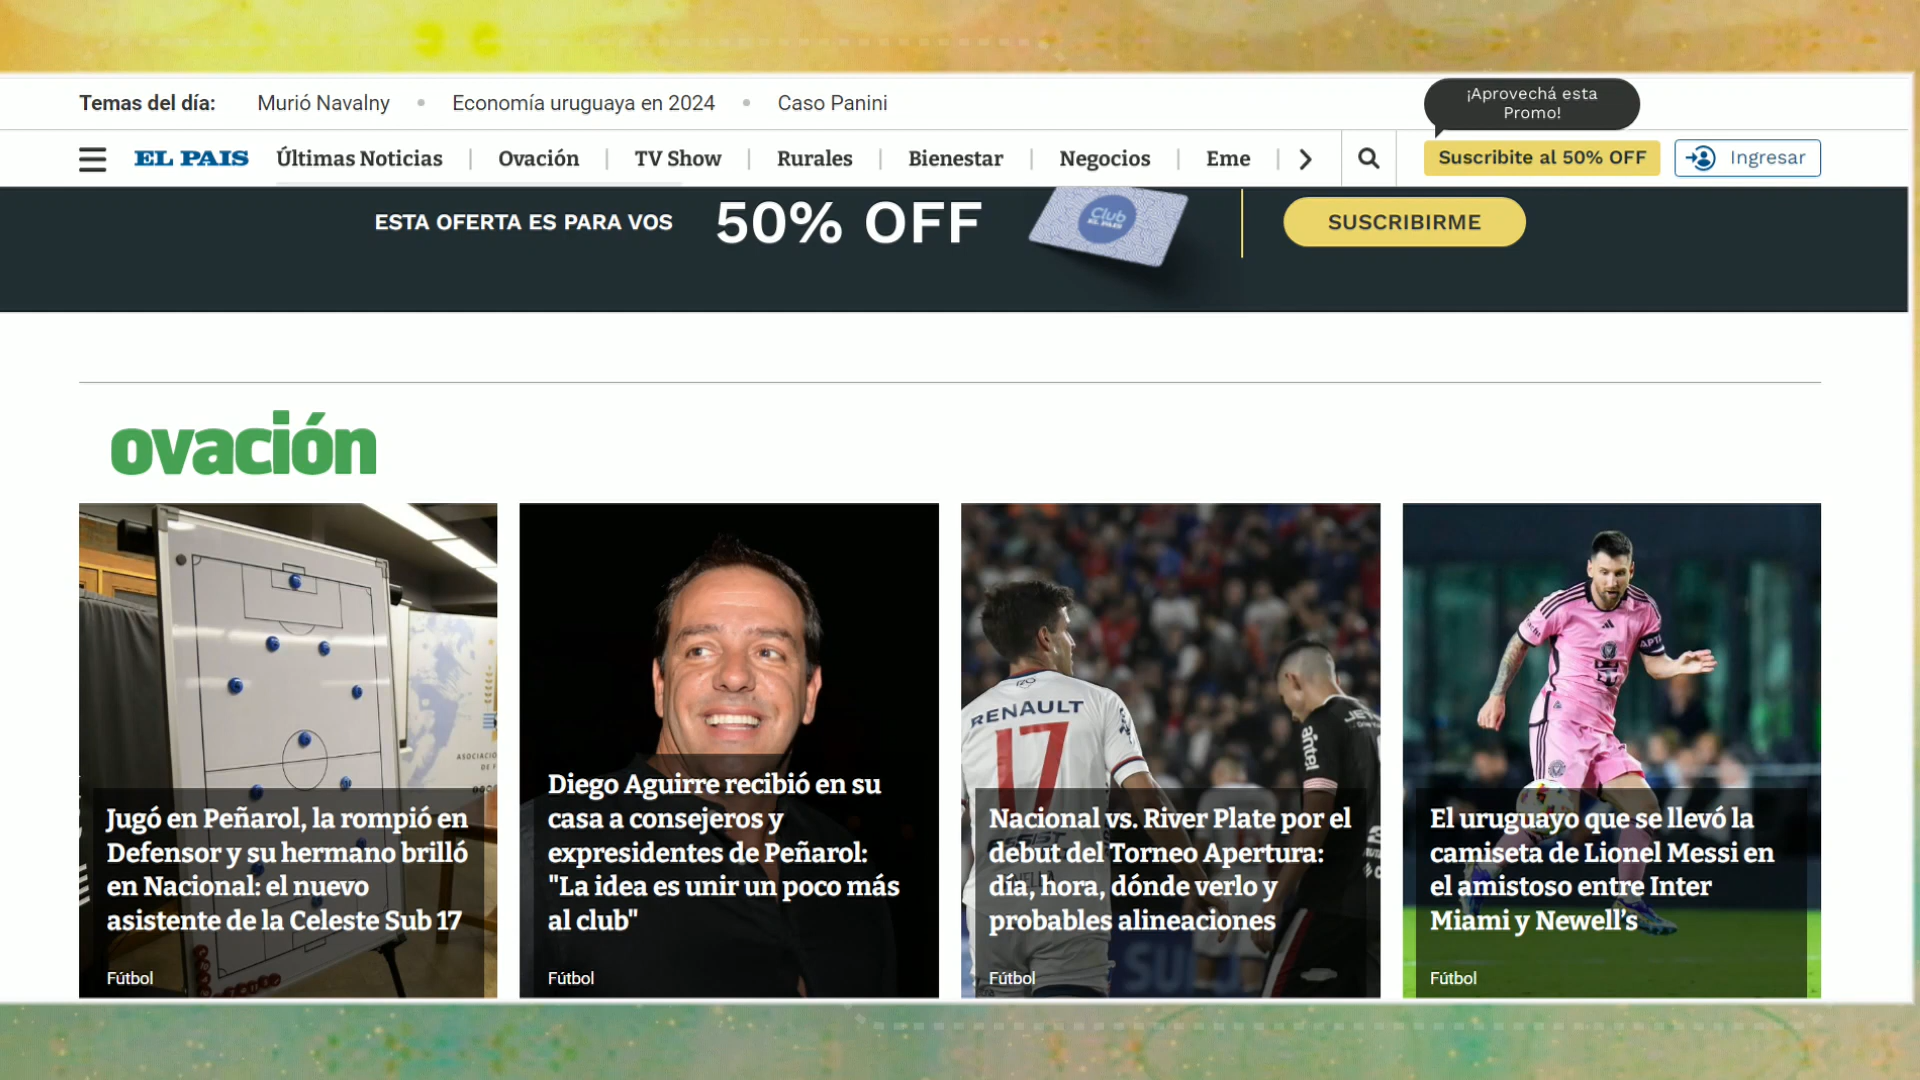 Temas del día: Murió Navalny • Economía uruguaya en 2024 • Caso Panini
¡Aprovechá esta
Promo!
EL PAIS Últimas Noticias | Ovación | TV Show | Rurales | Bienestar | Negocios | Eme |
Suscribite al 50% OFF
Ingresar
ESTA OFERTA ES PARA VOS 50% OFF
Club
EL PAIS
SUSCRIBIRME
ovación
Jugó en Peñarol, la rompió en
Defensor y su hermano brilló
en Nacional: el nuevo
asistente de la Celeste Sub 17
Fútbol
Diego Aguirre recibió en su
casa a consejeros y
expresidentes de Peñarol:
"La idea es unir un poco más
al club"
Fútbol
RENAULT
17
antel
Nacional vs. River Plate por el
debut del Torneo Apertura:
día, hora, dónde verlo y
probables alineaciones
Fútbol
El uruguayo que se llevó la
camiseta de Lionel Messi en
el amistoso entre Inter
Miami y Newell’s
Fútbol